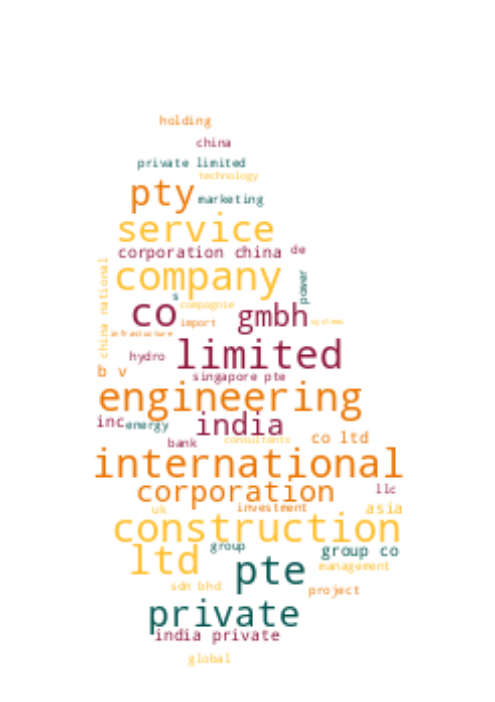 holding
china
private limited
technology
pty marketing
service
corporation china de
company
china national
power
s
compagnie
co import gmbh systems
infrastructure
hydro limited
b v singapore pte
engineering
inc energy india
bank consultants co ltd
international
corporation llc
uk investment asia
construction
ltd group group co
pte management
sdn bhd project
private
india private
global